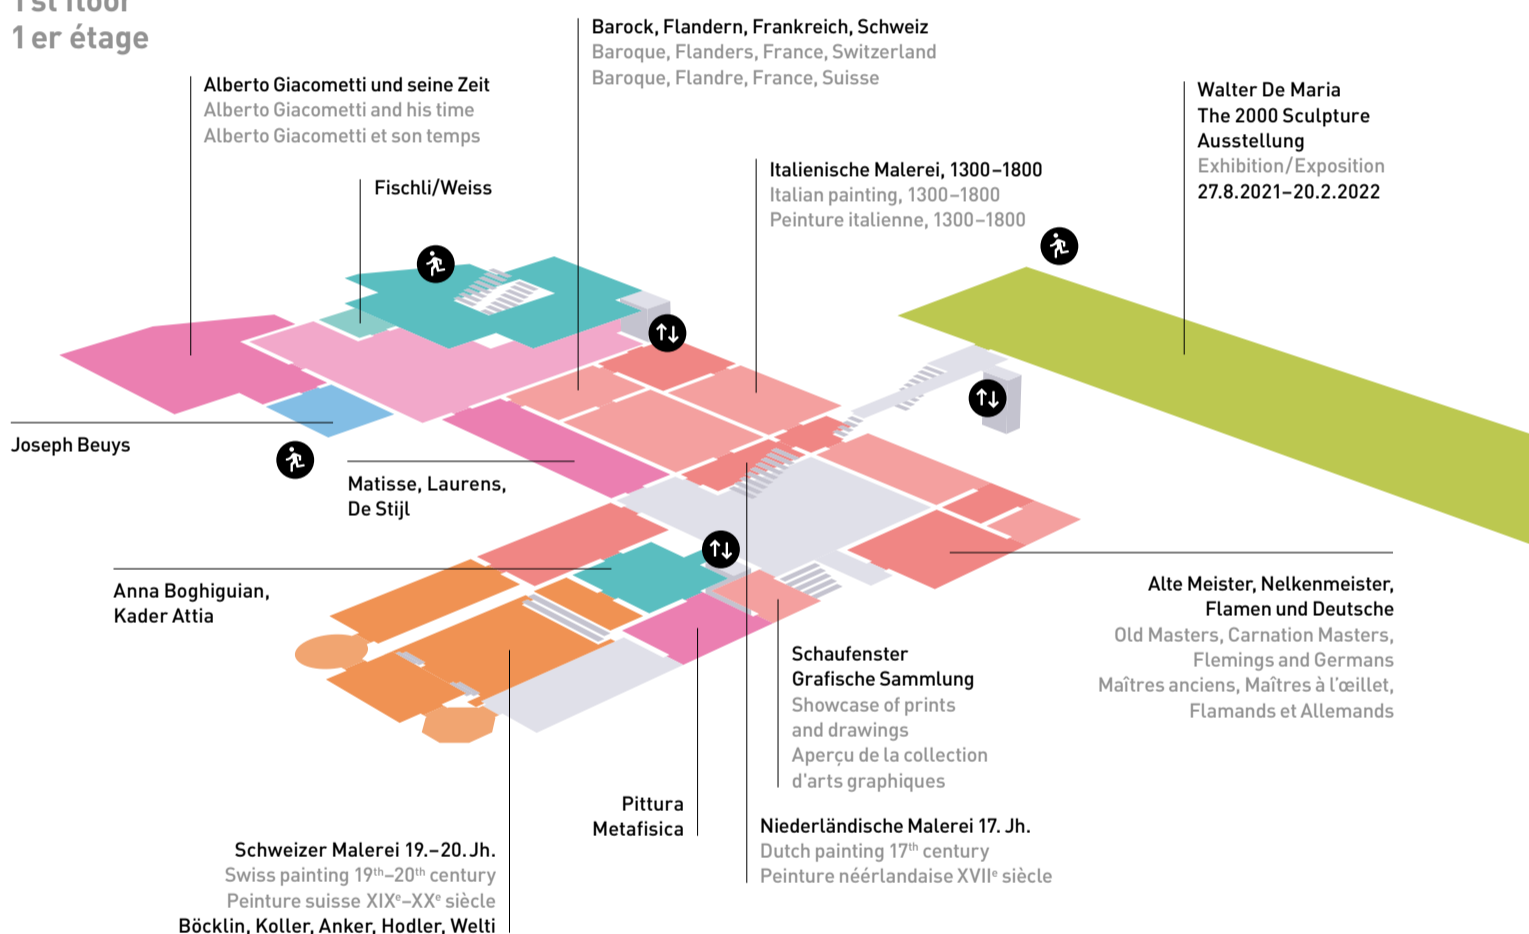 1st floor
1er étage
Alberto Giacometti und seine Zeit
Alberto Giacometti and his time
Alberto Giacometti et son temps
Fischli/Weiss
Barock, Flandern, Frankreich, Schweiz
Baroque, Flanders, France, Switzerland
Baroque, Flandre, France, Suisse
Italienische Malerei, 1300–1800
Italian painting, 1300–1800
Peinture italienne, 1300–1800
Walter De Maria
The 2000 Sculpture
Ausstellung
Exhibition/Exposition
27.8.2021–20.2.2022
Joseph Beuys
Matisse, Laurens,
De Stijl
Anna Boghiguian,
Kader Attia
Alte Meister, Nelkenmeister,
Flamen und Deutsche
Old Masters, Carnation Masters,
Flemings and Germans
Maîtres anciens, Maîtres à l'œillet,
Flamands et Allemands
Schaufenster
Grafische Sammlung
Showcase of prints
and drawings
Aperçu de la collection
d'arts graphiques
Pittura
Metafisica
Niederländische Malerei 17. Jh.
Dutch painting 17th century
Peinture néérlandaise XVIIe siècle
Schweizer Malerei 19.–20. Jh.
Swiss painting 19th–20th century
Peinture suisse XIXe–XXe siècle
Böcklin, Koller, Anker, Hodler, Welti